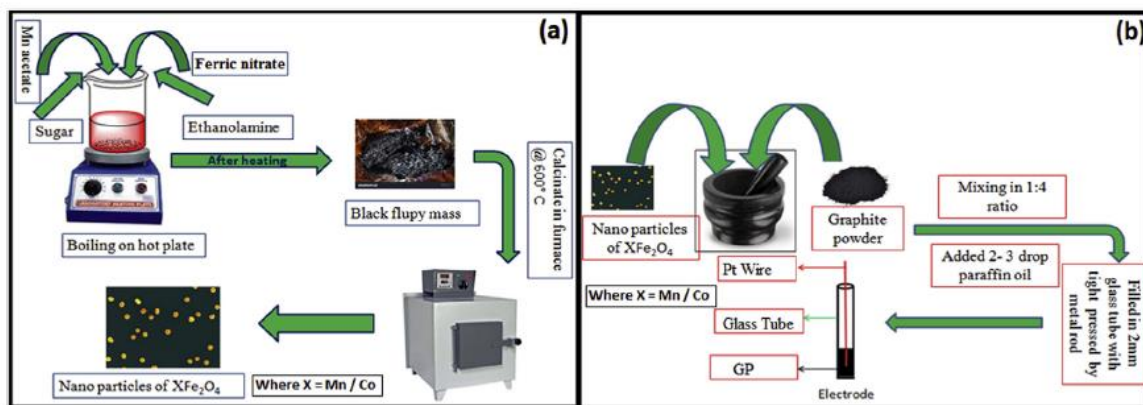 (a)
Mn acetate
Ferric nitrate
Sugar
Ethanolamine
After heating
Boiling on hot plate
Black flupy mass
Calcinate in furnace
@ 600° C
Nano particles of XFe₂O₄
Where X = Mn / Co
(b)
Nano particles
of XFe₂O₄
Graphite
powder
Mixing in 1:4
ratio
Added 2- 3 drop
paraffin oil
Filled in 2mm
glass tube with
tight pressed by
metal rod
Where X = Mn / Co
Pt Wire
Glass Tube
GP
Electrode